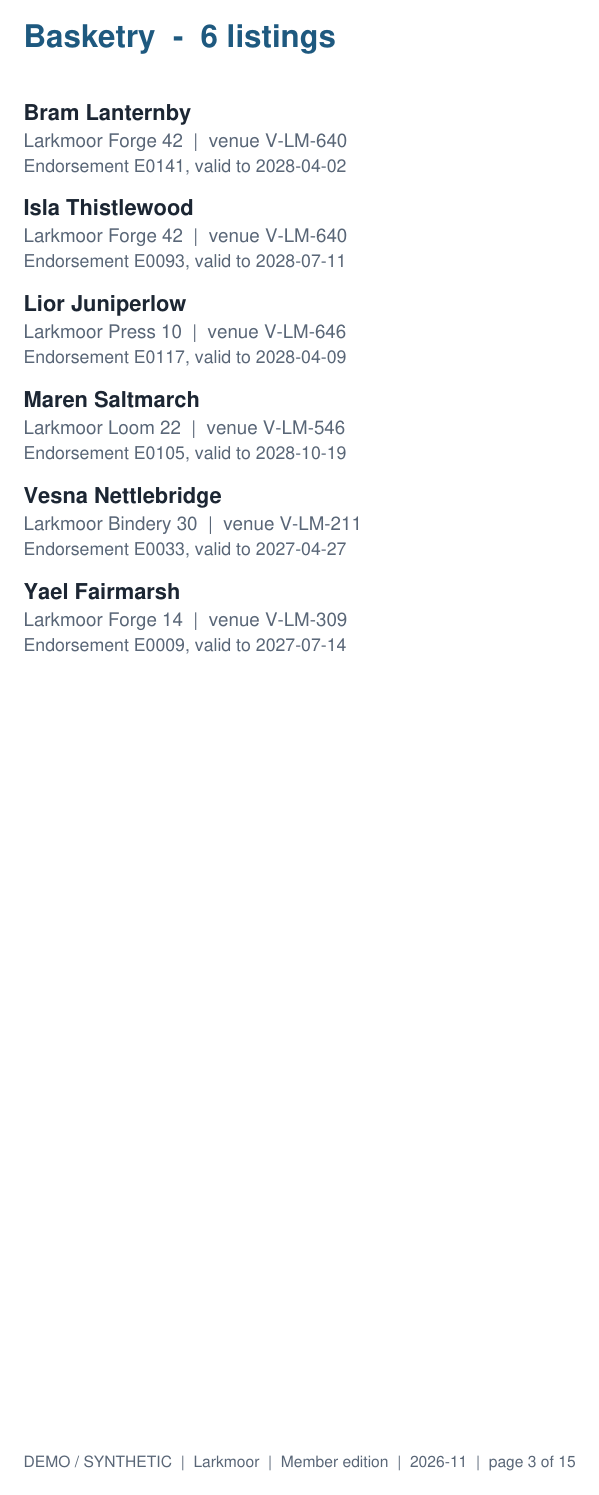 Basketry - 6 listings
Bram Lanternby
Larkmoor Forge 42 | venue V-LM-640
Endorsement E0141, valid to 2028-04-02
Isla Thistlewood
Larkmoor Forge 42 | venue V-LM-640
Endorsement E0093, valid to 2028-07-11
Lior Juniperlow
Larkmoor Press 10 | venue V-LM-646
Endorsement E0117, valid to 2028-04-09
Maren Saltmarch
Larkmoor Loom 22 | venue V-LM-546
Endorsement E0105, valid to 2028-10-19
Vesna Nettlebridge
Larkmoor Bindery 30 | venue V-LM-211
Endorsement E0033, valid to 2027-04-27
Yael Fairmarsh
Larkmoor Forge 14 | venue V-LM-309
Endorsement E0009, valid to 2027-07-14
DEMO / SYNTHETIC | Larkmoor | Member edition | 2026-11 | page 3 of 15